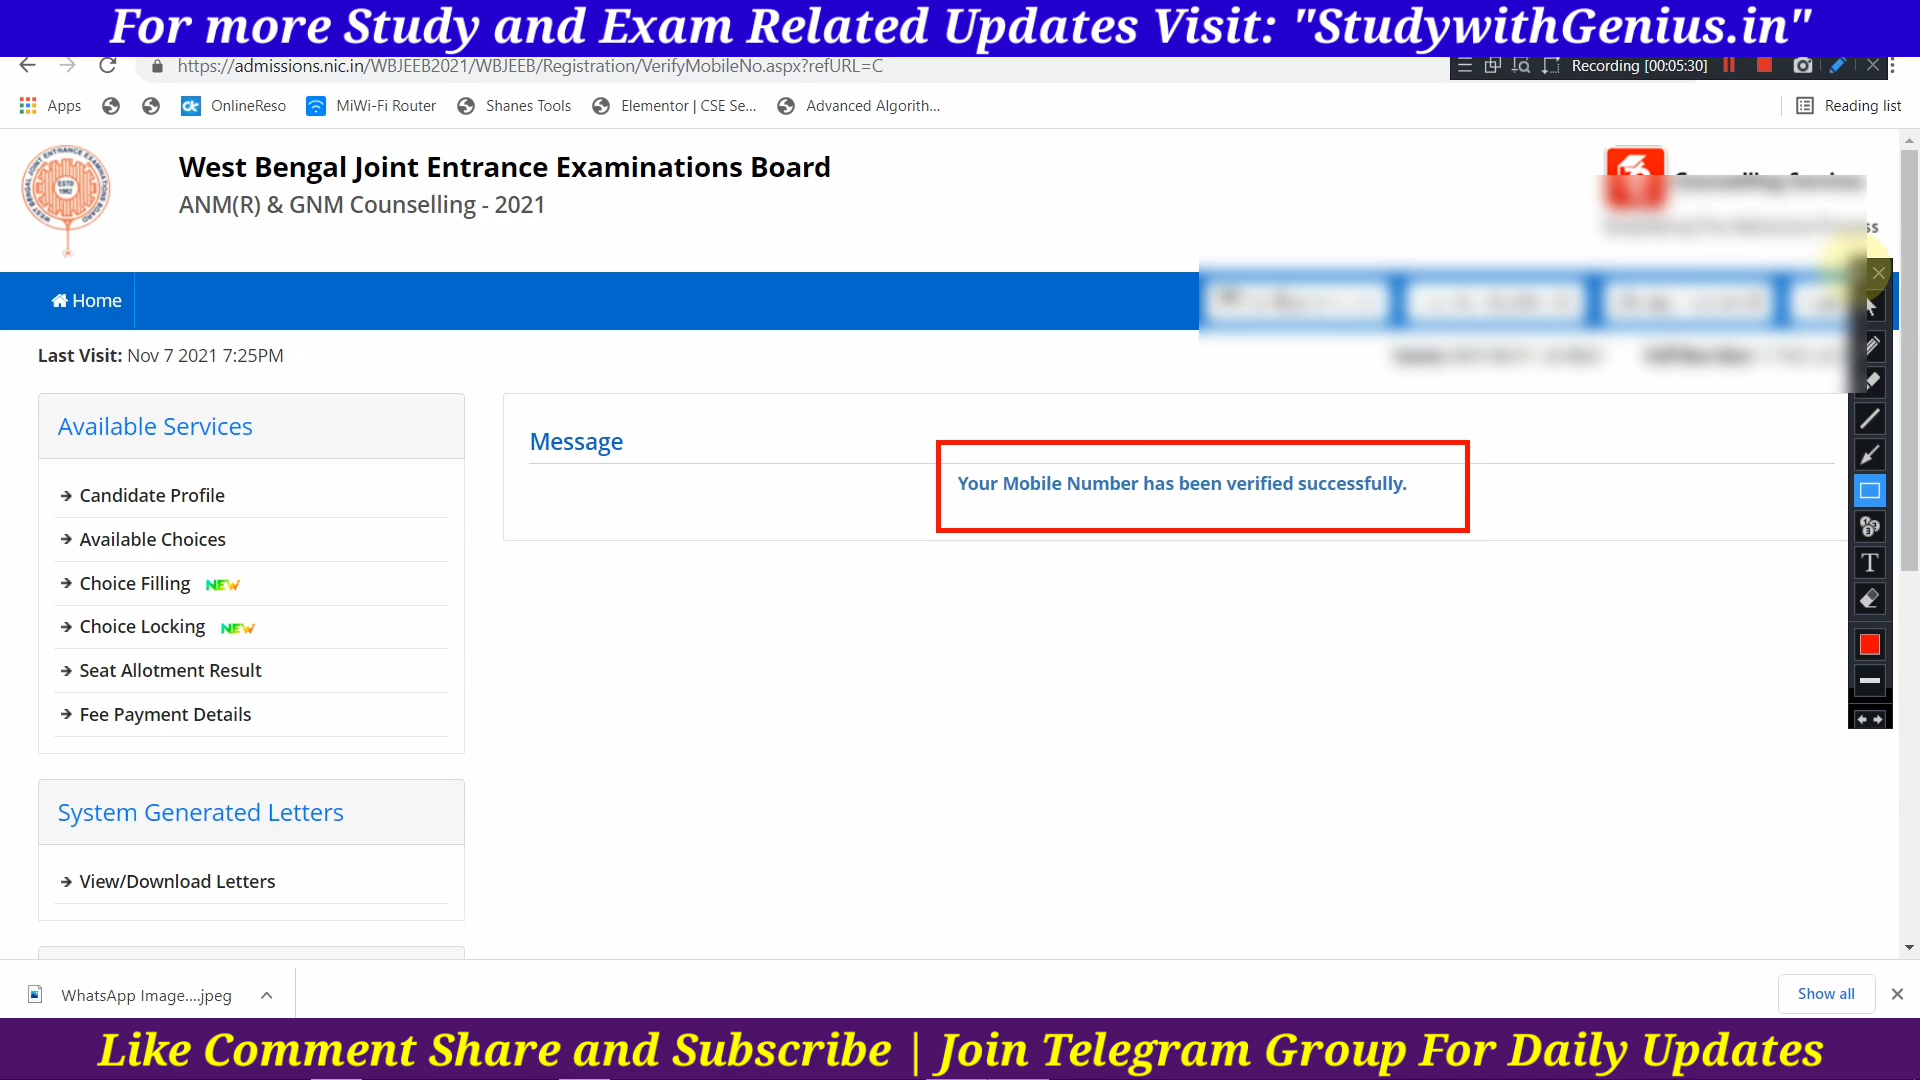 For more Study and Exam Related Updates Visit: "StudywithGenius.in"
https://admissions.nic.in/WBJEEB2021/WBJEEB/Registration/VerifyMobileNo.aspx?refURL=C
Recording [00:05:30]
Apps OnlineReso MiWi-Fi Router Shanes Tools Elementor | CSE Se... Advanced Algorith... Reading list
West Bengal Joint Entrance Examinations Board
ANM(R) & GNM Counselling - 2021
Home
Last Visit: Nov 7 2021 7:25PM
Available Services
Candidate Profile
Available Choices
Choice Filling NEW
Choice Locking NEW
Seat Allotment Result
Fee Payment Details
System Generated Letters
View/Download Letters
Message
Your Mobile Number has been verified successfully.
WhatsApp Image....jpeg
Show all
Like Comment Share and Subscribe | Join Telegram Group For Daily Updates